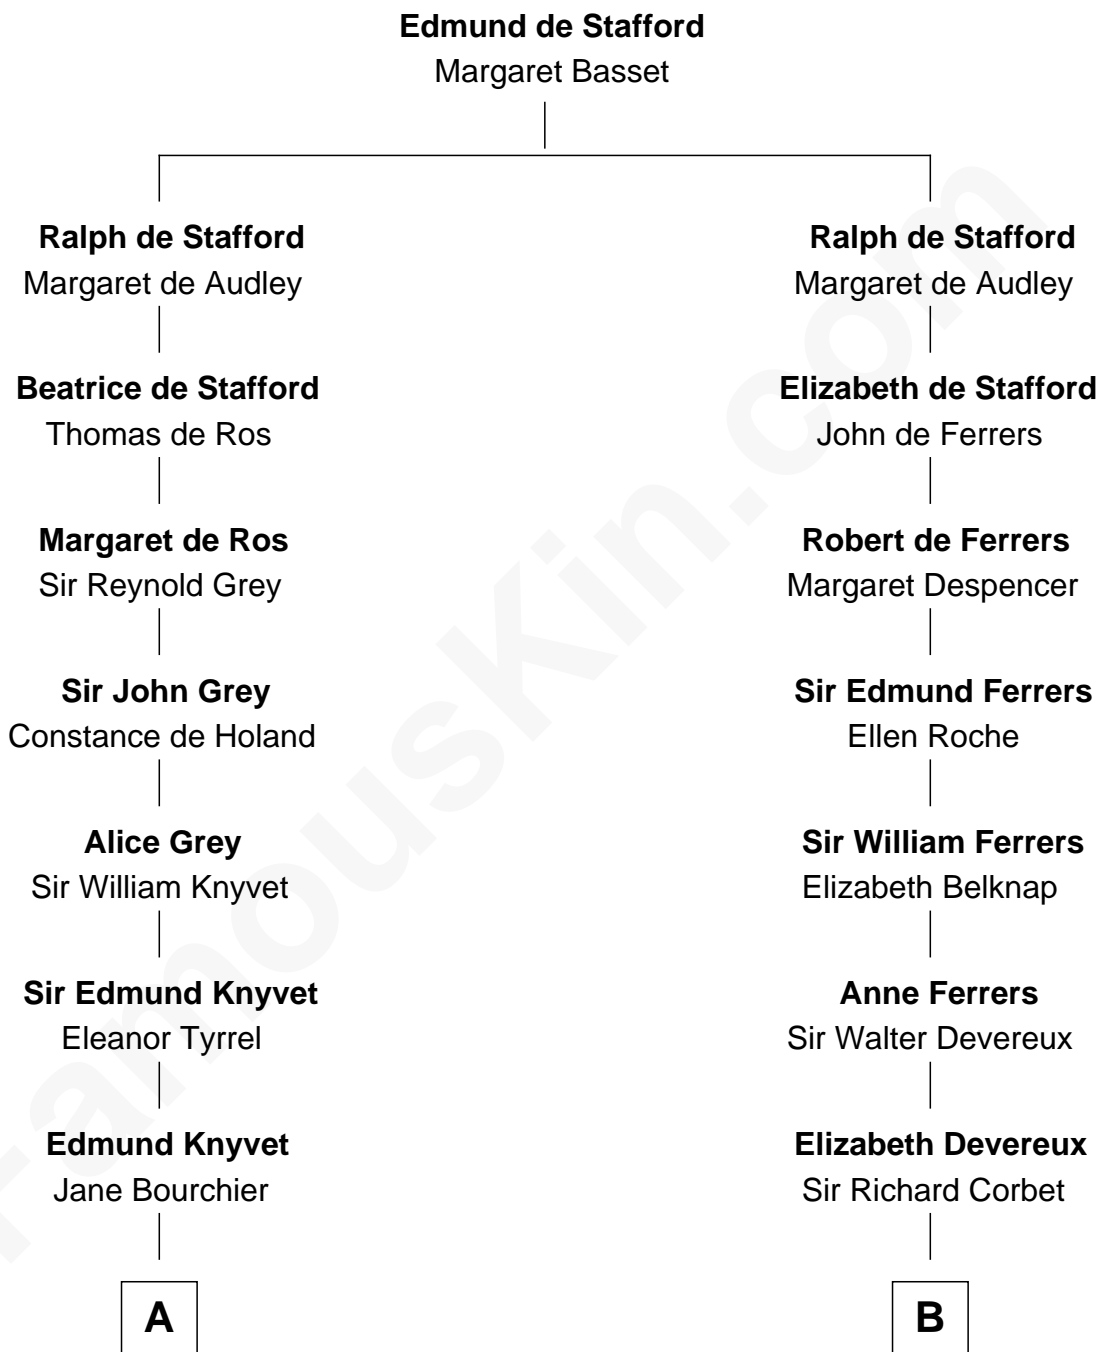 Edmund de Stafford
Margaret Basset
Ralph de Stafford
Margaret de Audley
Beatrice de Stafford
Thomas de Ros
Margaret de Ros
Sir Reynold Grey
Sir John Grey
Constance de Holand
Alice Grey
Sir William Knyvet
Sir Edmund Knyvet
Eleanor Tyrrel
Edmund Knyvet
Jane Bourchier
A
Ralph de Stafford
Margaret de Audley
Elizabeth de Stafford
John de Ferrers
Robert de Ferrers
Margaret Despencer
Sir Edmund Ferrers
Ellen Roche
Sir William Ferrers
Elizabeth Belknap
Anne Ferrers
Sir Walter Devereux
Elizabeth Devereux
Sir Richard Corbet
B
FamousKin.com